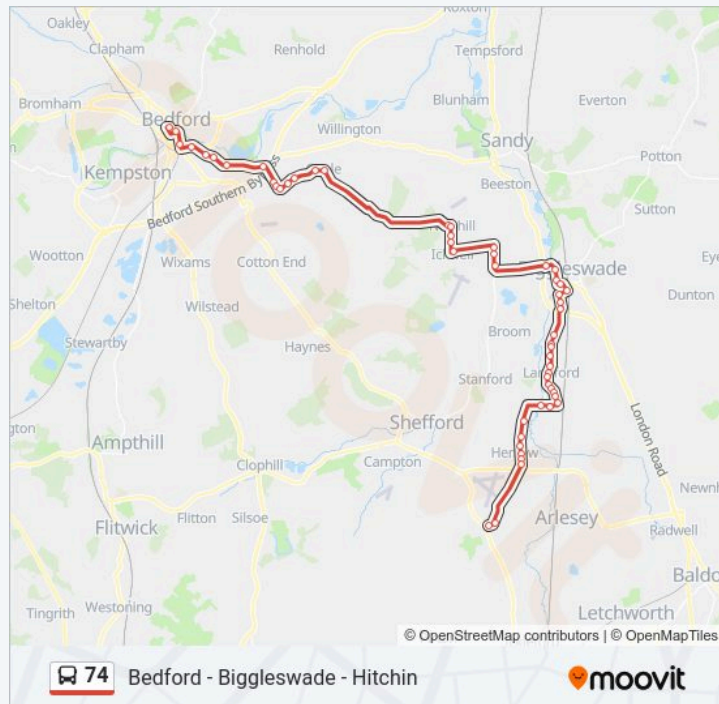 Oakley
Roxton
Clapham
Renhold
Tempsford
Bromham
Bedford
Blunham
Everton
Willington
Kempston
Sandy
Potton
Beeston
Bedford Southern Bypass
Sutton
Wootton
Wixams
Cotton End
Shelton
Wilstead
Dunton
Stewartby
Broom
Haynes
Stanford
Shefford
London Road
Ampthill
Clophill
Campton
Flitton
Silsoe
Arlesey
Flitwick
Radwell
Tingrith
Westoning
Letchworth
© OpenStreetMap contributors | © OpenMapTiles
74 Bedford - Biggleswade - Hitchin
moovit